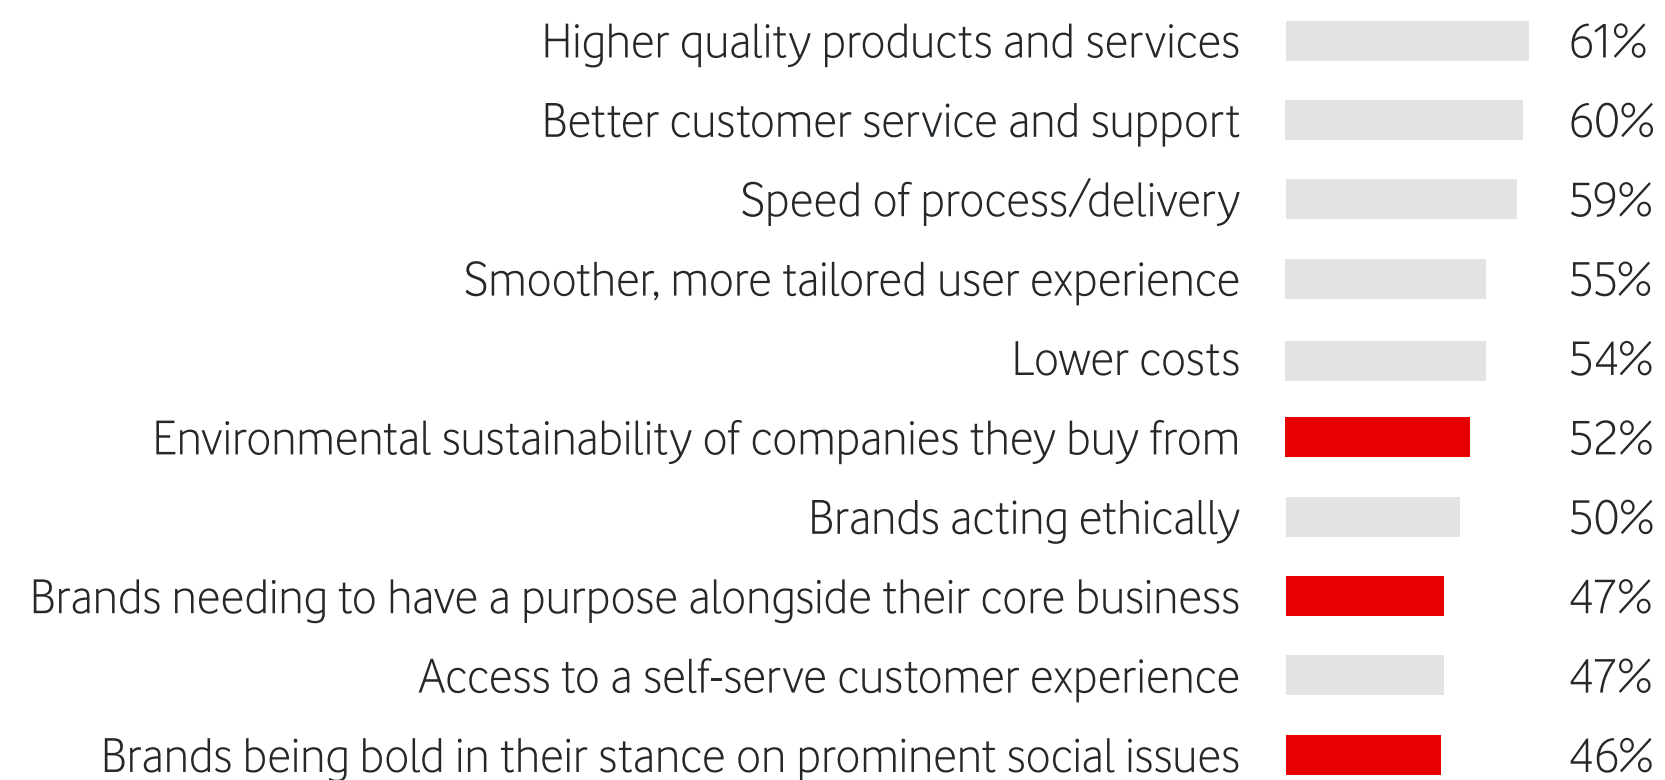 Higher quality products and services 61%
Better customer service and support 60%
Speed of process/delivery 59%
Smoother, more tailored user experience 55%
Lower costs 54%
Environmental sustainability of companies they buy from 52%
Brands acting ethically 50%
Brands needing to have a purpose alongside their core business 47%
Access to a self-serve customer experience 47%
Brands being bold in their stance on prominent social issues 46%